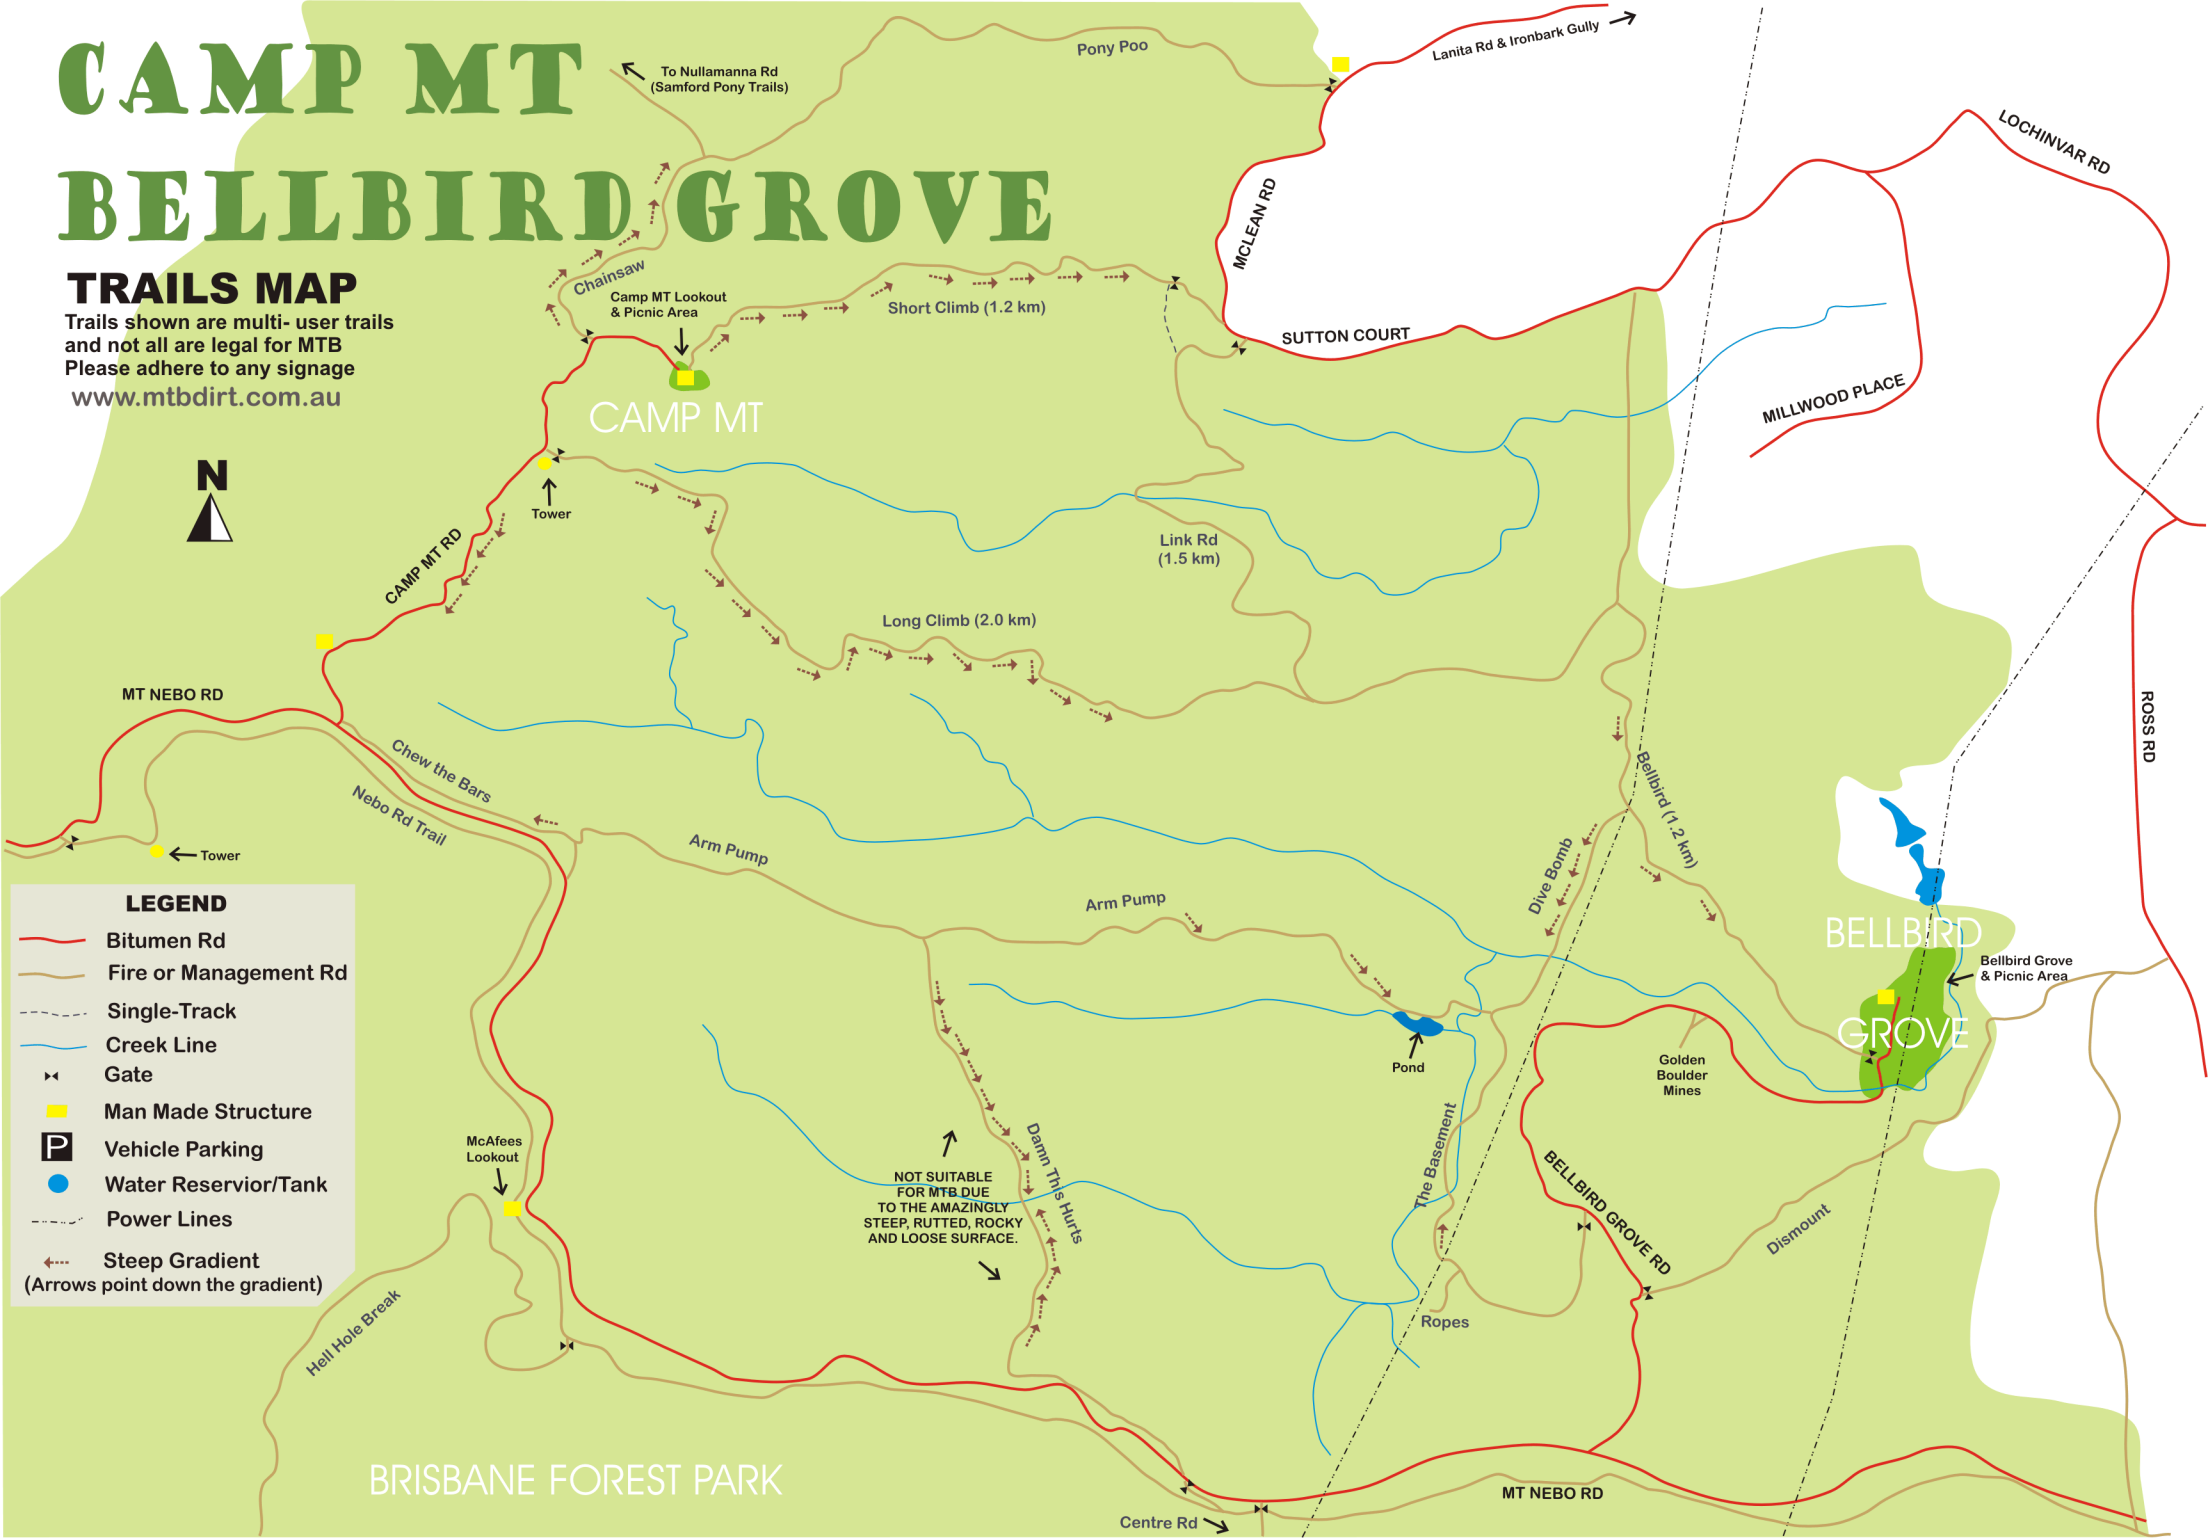 CAMP MT
BELLBIRD GROVE
TRAILS MAP
Trails shown are multi- user trails
and not all are legal for MTB
Please adhere to any signage
www.mtbdirt.com.au
To Nullamanna Rd
(Samford Pony Trails)
Pony Poo
Lanita Rd & Ironbark Gully
LOCHINVAR RD
MCLEAN RD
Chainsaw
Camp MT Lookout
& Picnic Area
Short Climb (1.2 km)
SUTTON COURT
MILLWOOD PLACE
CAMP MT
N
Tower
CAMP MT RD
Link Rd
(1.5 km)
Long Climb (2.0 km)
MT NEBO RD
ROSS RD
Chew the Bars
Nebo Rd Trail
Bellbird (1.2 km)
Tower
Arm Pump
Arm Pump
Dive Bomb
BELLBIRD
GROVE
Bellbird Grove
& Picnic Area
Pond
Golden
Boulder
Mines
LEGEND
Bitumen Rd
Fire or Management Rd
Single-Track
Creek Line
Gate
Man Made Structure
P
Vehicle Parking
Water Reservior/Tank
Power Lines
Steep Gradient
(Arrows point down the gradient)
McAfees
Lookout
NOT SUITABLE
FOR MTB DUE
TO THE AMAZINGLY
STEEP, RUTTED, ROCKY
AND LOOSE SURFACE.
Damn This Hurts
The Basement
BELLBIRD GROVE RD
Dismount
Ropes
Hell Hole Break
BRISBANE FOREST PARK
Centre Rd
MT NEBO RD